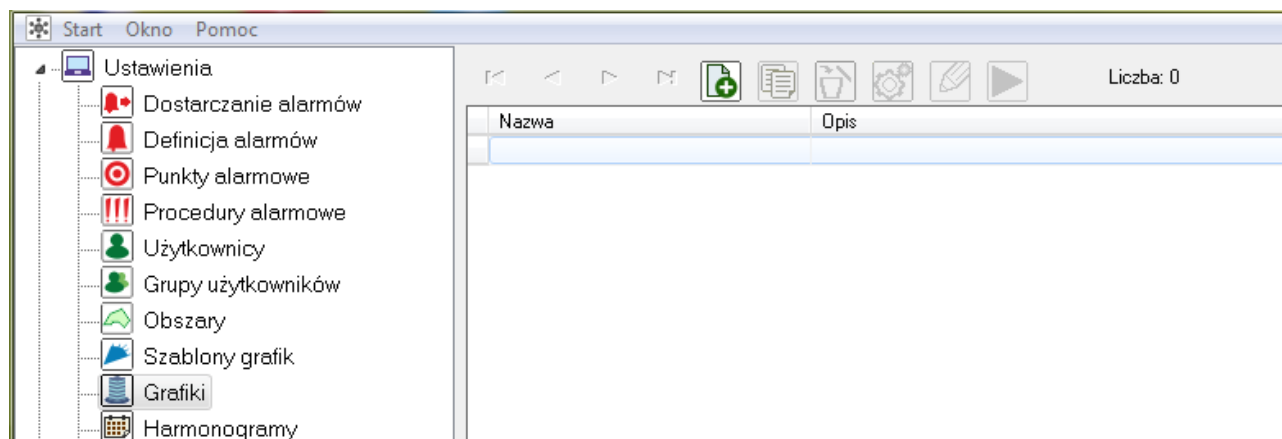 Start Okno Pomoc
Ustawienia
Dostarczanie alarmów
Definicja alarmów
Punkty alarmowe
Procedury alarmowe
Użytkownicy
Grupy użytkowników
Obszary
Szablony grafik
Grafiki
Harmonogramy
Liczba: 0
Nazwa Opis